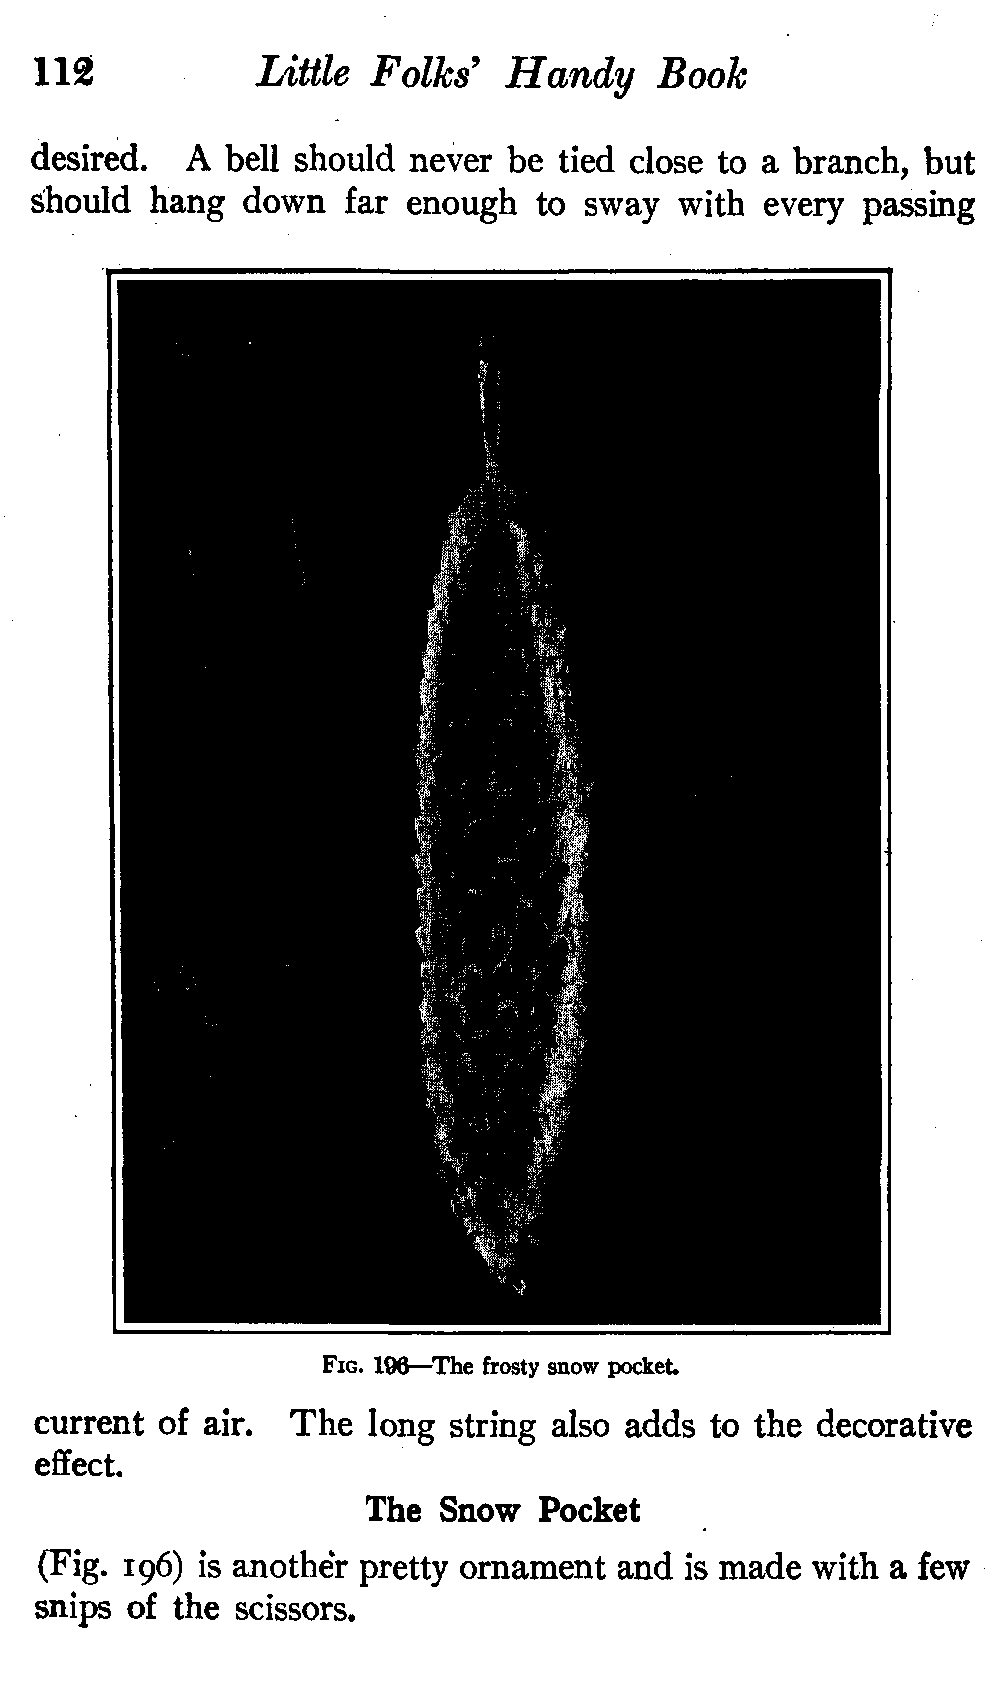 112 Little Folks' Handy Book
desired. A bell should never be tied close to a branch, but
should hang down far enough to sway with every passing
FIG. 196—The frosty snow pocket.
current of air. The long string also adds to the decorative
effect.
The Snow Pocket
(Fig. 196) is another pretty ornament and is made with a few
snips of the scissors.